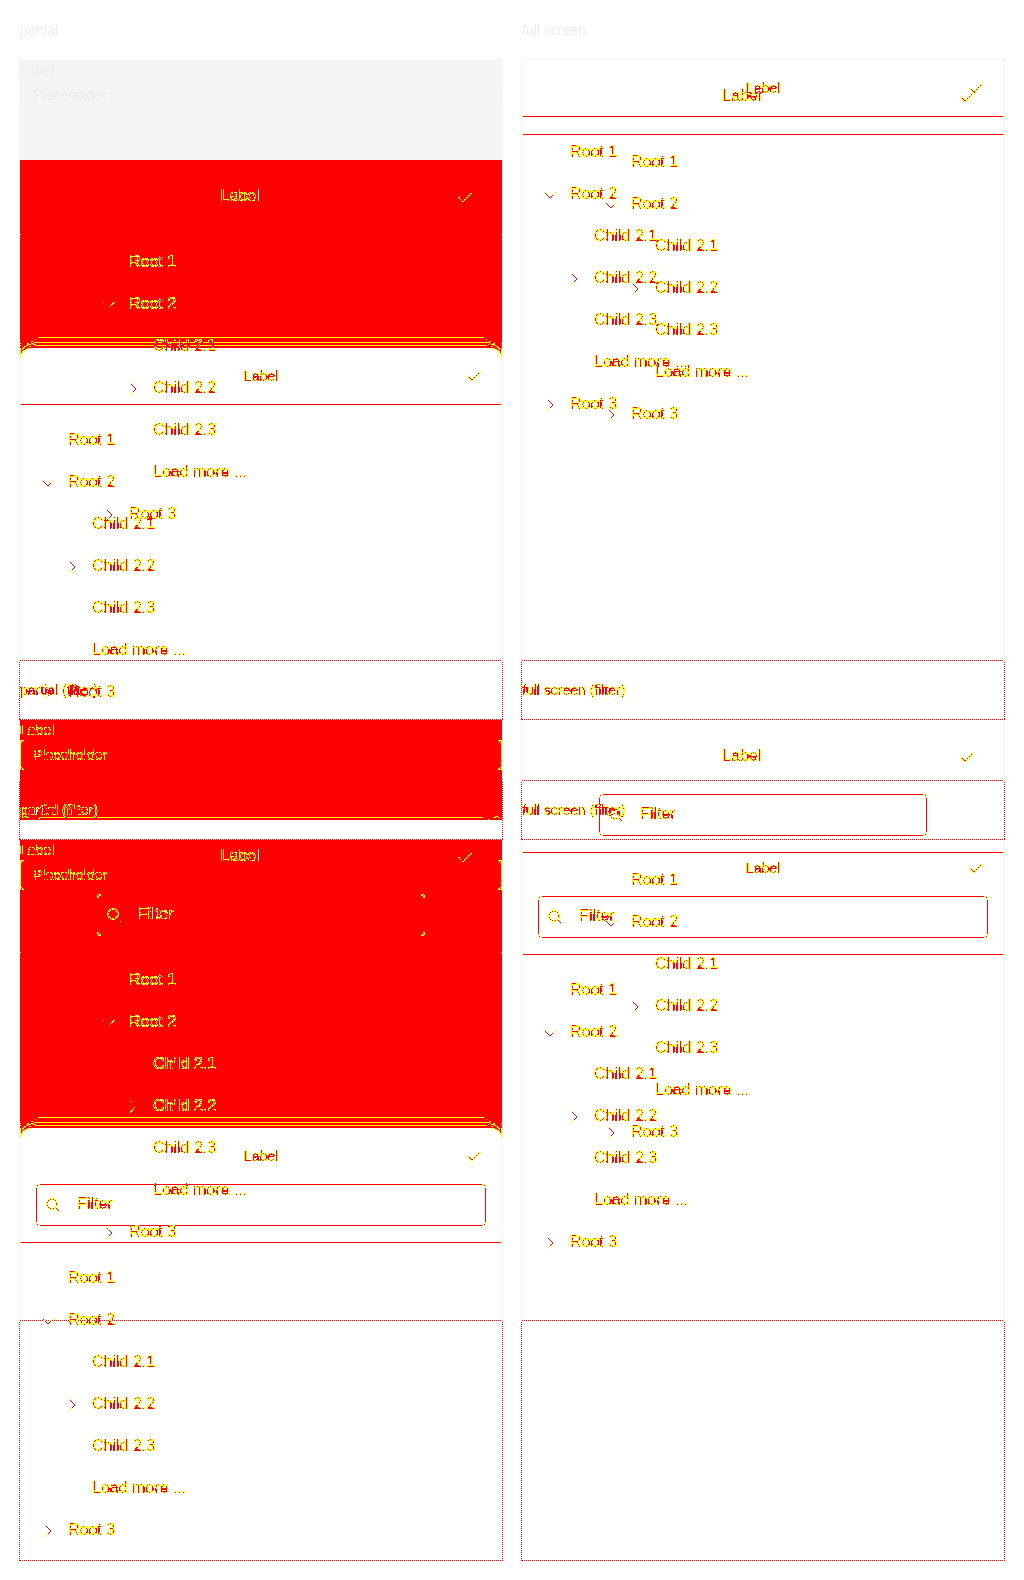 partial
full screen
Label
Placeholder
Label
Root 1
Root 2
Child 2.1
Label
Child 2.2
Child 2.3
Root 1
Load more ...
Root 2
Root 3
Child 2.1
Child 2.2
Child 2.3
Load more ...
partial (filter)
Root 3
Label
Placeholder
partial (filter)
Label
Placeholder
Label
Filter
Root 1
Root 2
Child 2.1
Child 2.2
Child 2.3
Label
Load more ...
Filter
Root 3
Root 1
Root 2
Child 2.1
Child 2.2
Child 2.3
Load more ...
Root 3
Label
Label
Root 1
Root 1
Root 2
Root 2
Child 2.1
Child 2.1
Child 2.2
Child 2.2
Child 2.3
Child 2.3
Load more ...
Load more ...
Root 3
Root 3
full screen (filter)
Label
full screen (filter)
Filter
Label
Root 1
Filter
Root 2
Child 2.1
Root 1
Child 2.2
Root 2
Child 2.3
Child 2.1
Load more ...
Child 2.2
Root 3
Child 2.3
Load more ...
Root 3